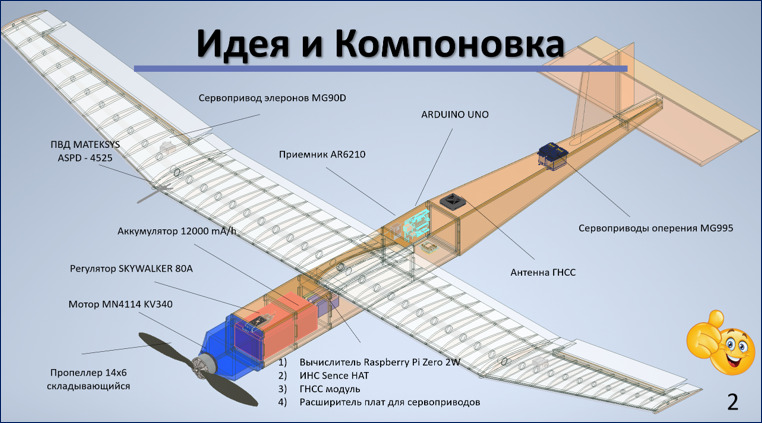 Идея и Компоновка
Сервопривод элеронов MG90D
ARDUINO UNO
ПВД MATEKSYS
ASPD - 4525
Приемник AR6210
Аккумулятор 12000 mA/h
Сервоприводы оперения MG995
Регулятор SKYWALKER 80A
Антенна ГНСС
Мотор MN4114 KV340
Пропеллер 14x6
складывающийся
1) Вычислитель Raspberry Pi Zero 2W
2) ИНС Sence HAT
3) ГНСС модуль
4) Расширитель плат для сервоприводов
2